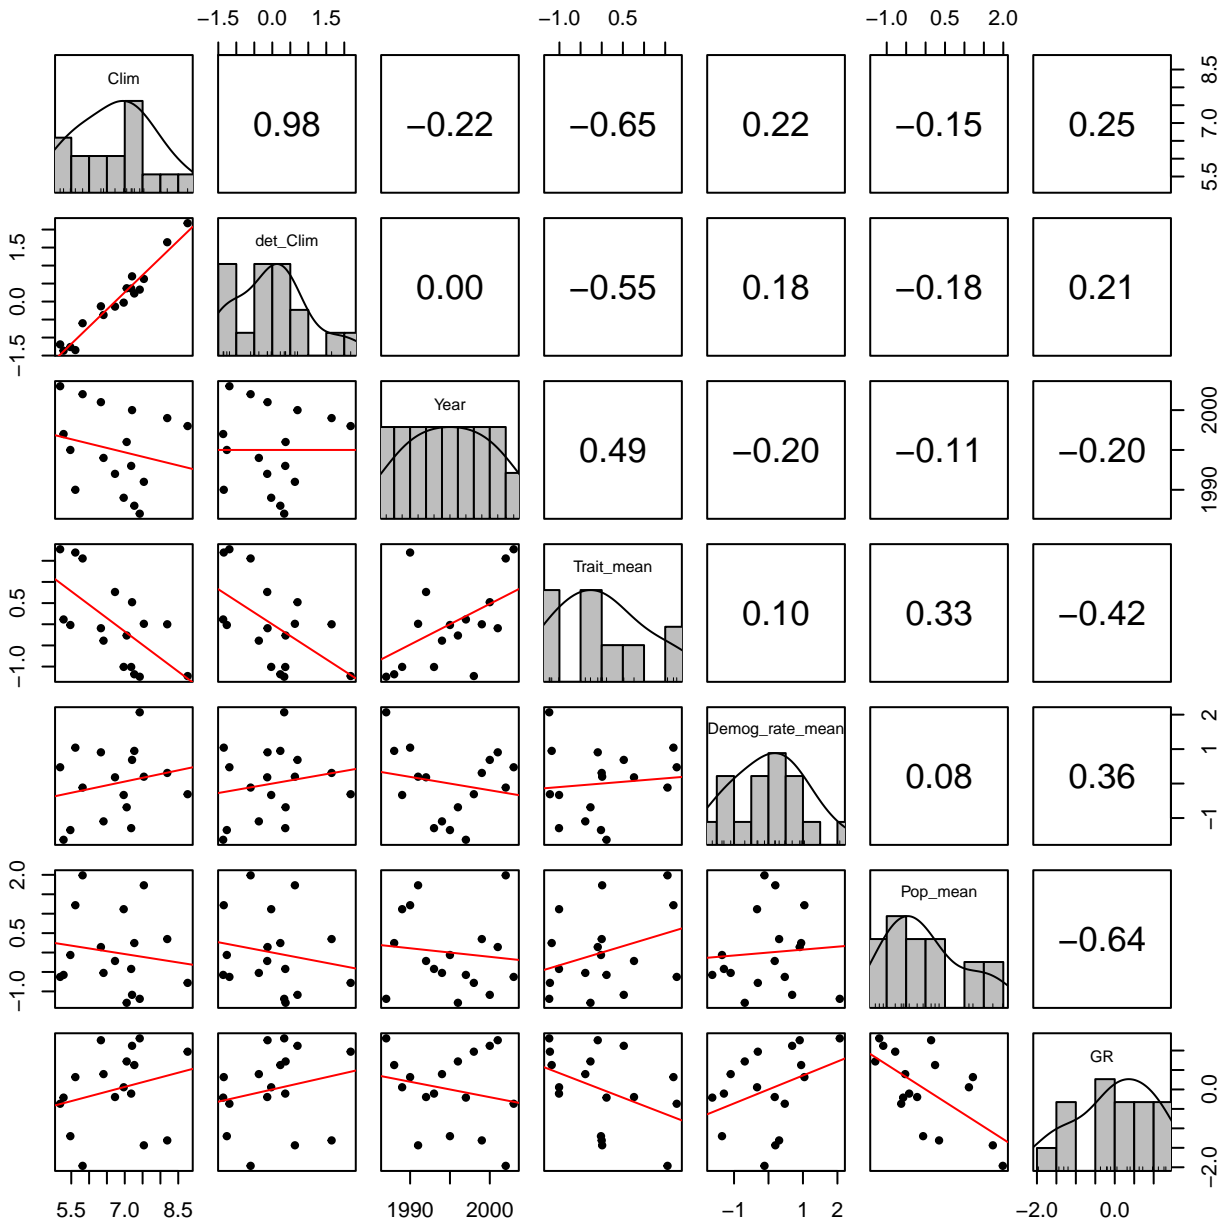 −1.5 0.0 1.5 −1.0 0.5 −1.0 0.5 2.0
Clim 0.98 −0.22 −0.65 0.22 −0.15 0.25 5.5 7.0 8.5
−1.5 0.0 1.5 det_Clim 0.00 −0.55 0.18 −0.18 0.21
Year 0.49 −0.20 −0.11 −0.20 1990 2000
−1.0 0.5 Trait_mean 0.10 0.33 −0.42
Demog_rate_mean 0.08 0.36 −1 1 2
−1.0 0.5 2.0 Pop_mean −0.64
GR −2.0 0.0
5.5 7.0 8.5 1990 2000 −1 1 2 −2.0 0.0